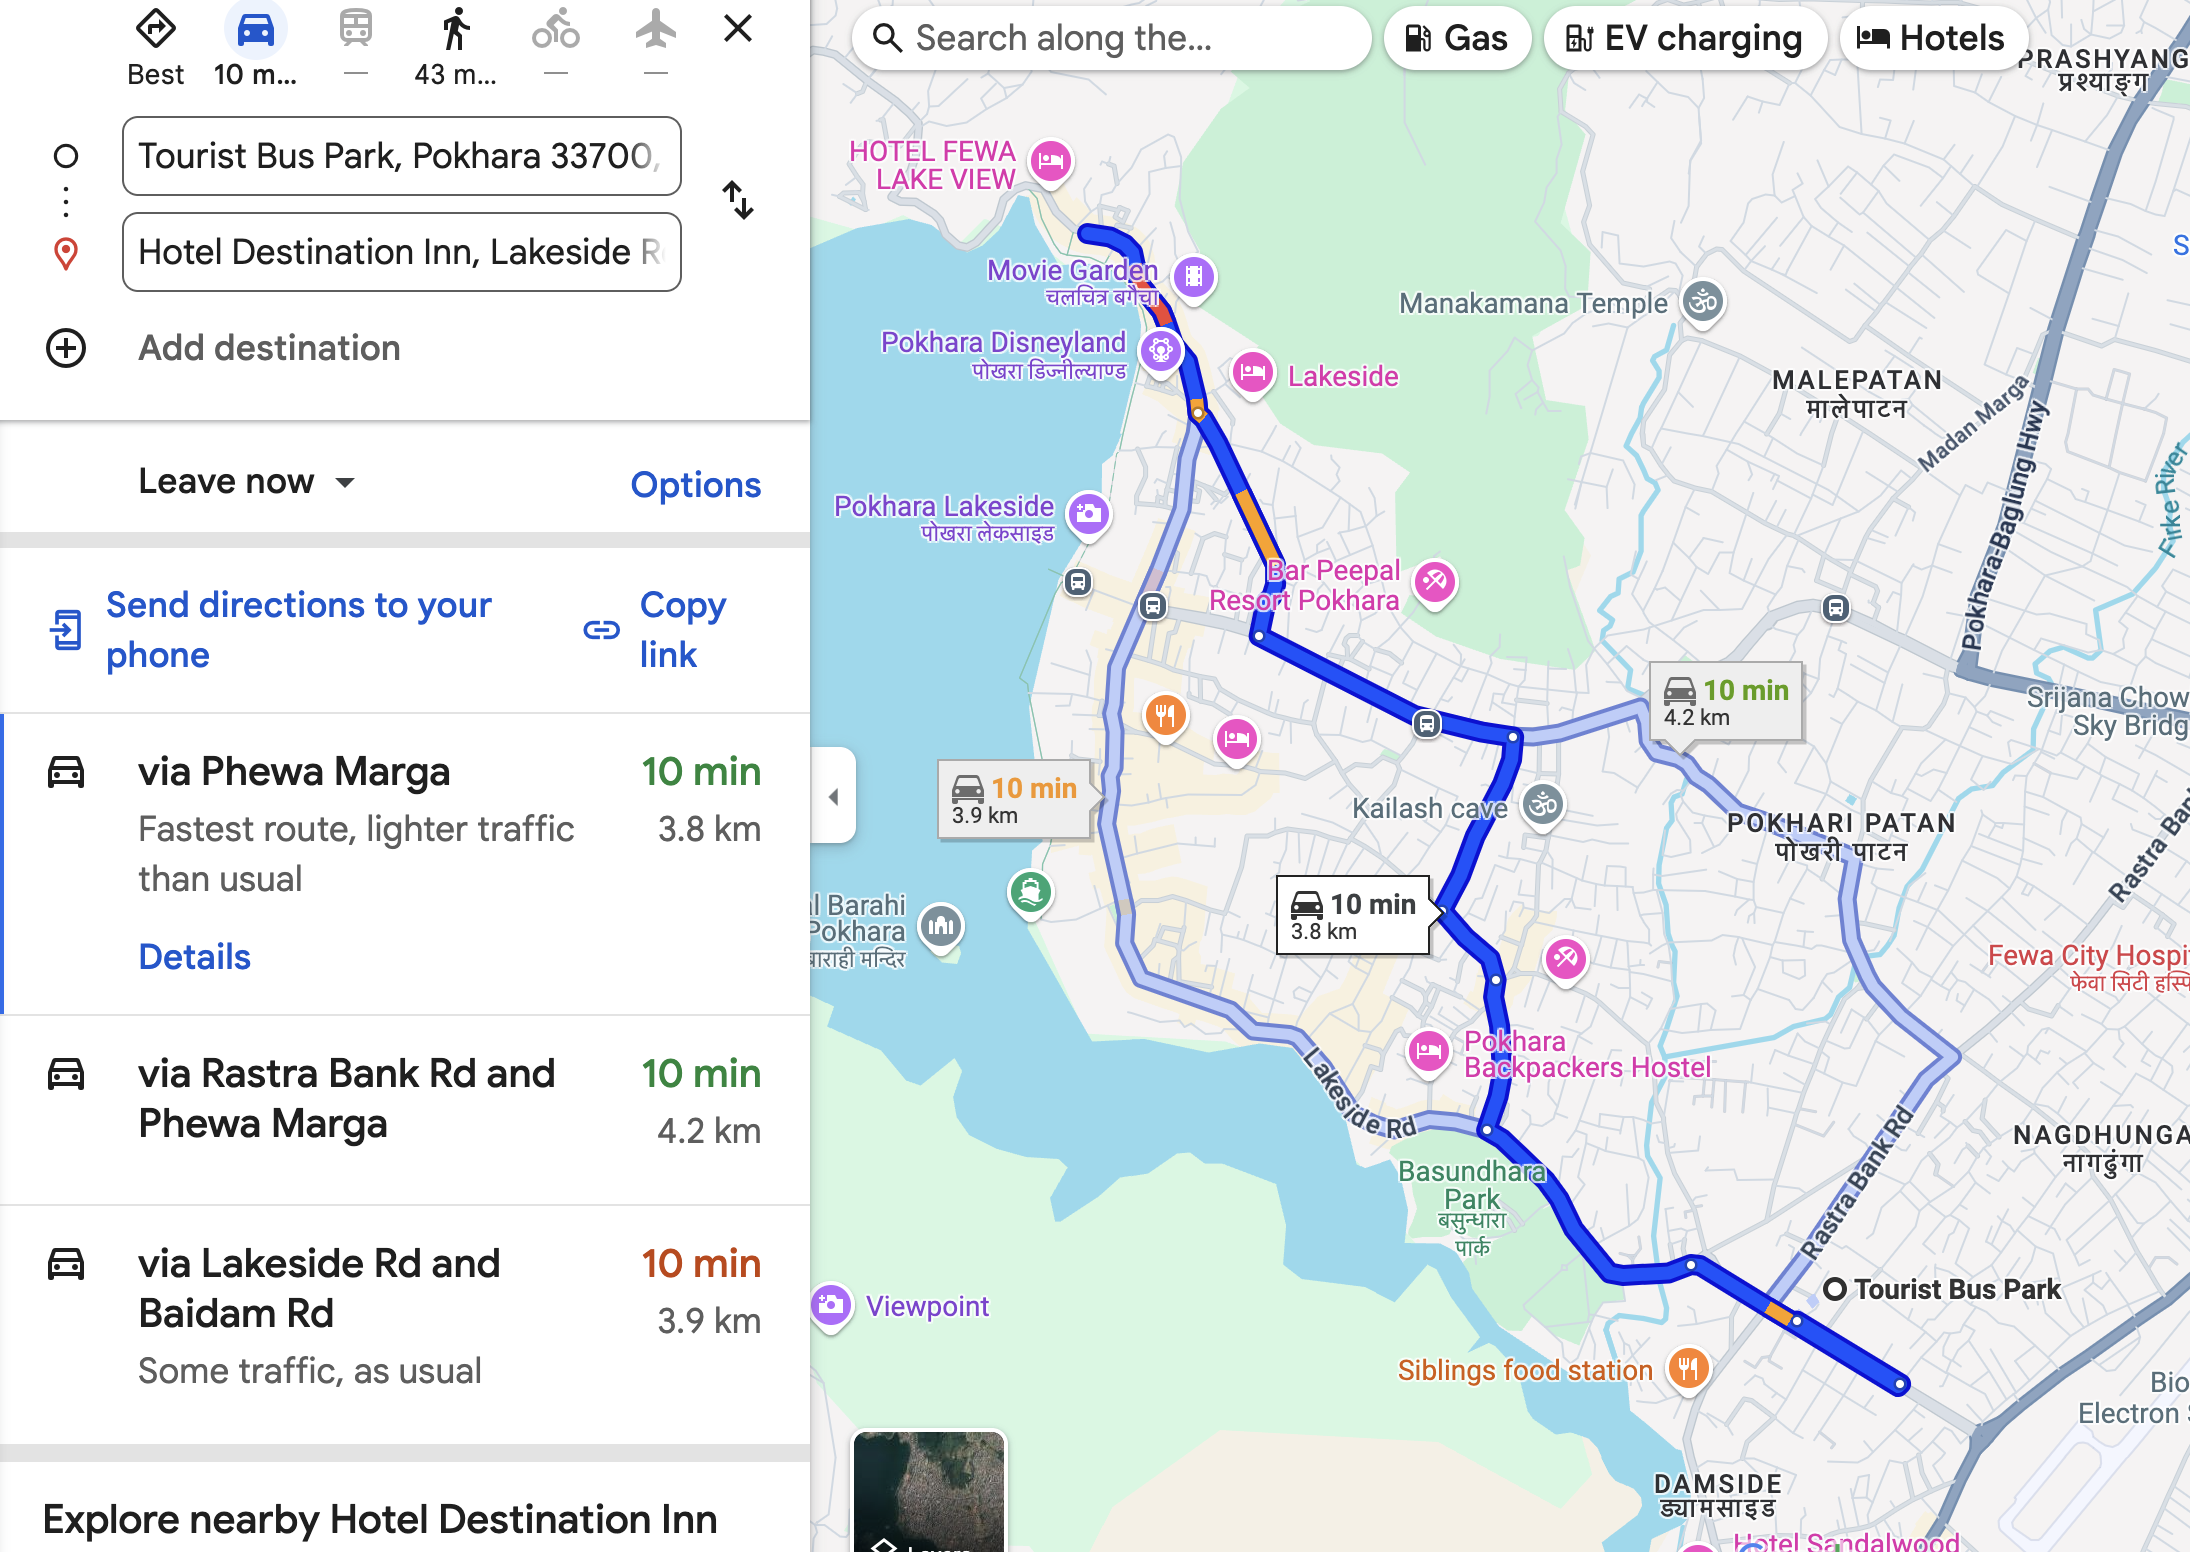 Best
10 m...
—
43 m...
—
—
Tourist Bus Park, Pokhara 33700,
Hotel Destination Inn, Lakeside R
Add destination
Leave now
Options
Send directions to your
phone
Copy
link
via Phewa Marga
10 min
Fastest route, lighter traffic
than usual
3.8 km
Details
via Rastra Bank Rd and
Phewa Marga
10 min
4.2 km
via Lakeside Rd and
Baidam Rd
10 min
3.9 km
Some traffic, as usual
Explore nearby Hotel Destination Inn
Search along the...
Gas
EV charging
Hotels
PRASHYANG
प्रश्याङ्ग
HOTEL FEWA
LAKE VIEW
Movie Garden
चलचित्र बगैंचा
Manakamana Temple
Pokhara Disneyland
पोखरा डिज्नील्याण्ड
Lakeside
MALEPATAN
मालेपाटन
Madan Marga
Pokhara-Baglung Hwy
Firke River
Pokhara Lakeside
पोखरा लेकसाइड
Bar Peepal
Resort Pokhara
10 min
4.2 km
Srijana Chow
Sky Bridg
10 min
3.9 km
Kailash cave
POKHARI PATAN
पोखरी पाटन
Rastra Ban
10 min
3.8 km
l Barahi
Pokhara
बाराही मन्दिर
Fewa City Hospi
फेवा सिटी हस्पि
Pokhara
Backpackers Hostel
Lakeside Rd
Rastra Bank Rd
NAGDHUNGA
नागढुंगा
Basundhara
Park
बसुन्धारा
पार्क
Tourist Bus Park
Viewpoint
Siblings food station
Bio
Electron S
DAMSIDE
ड्यामसाइड
Hotel Sandalwood
Layers